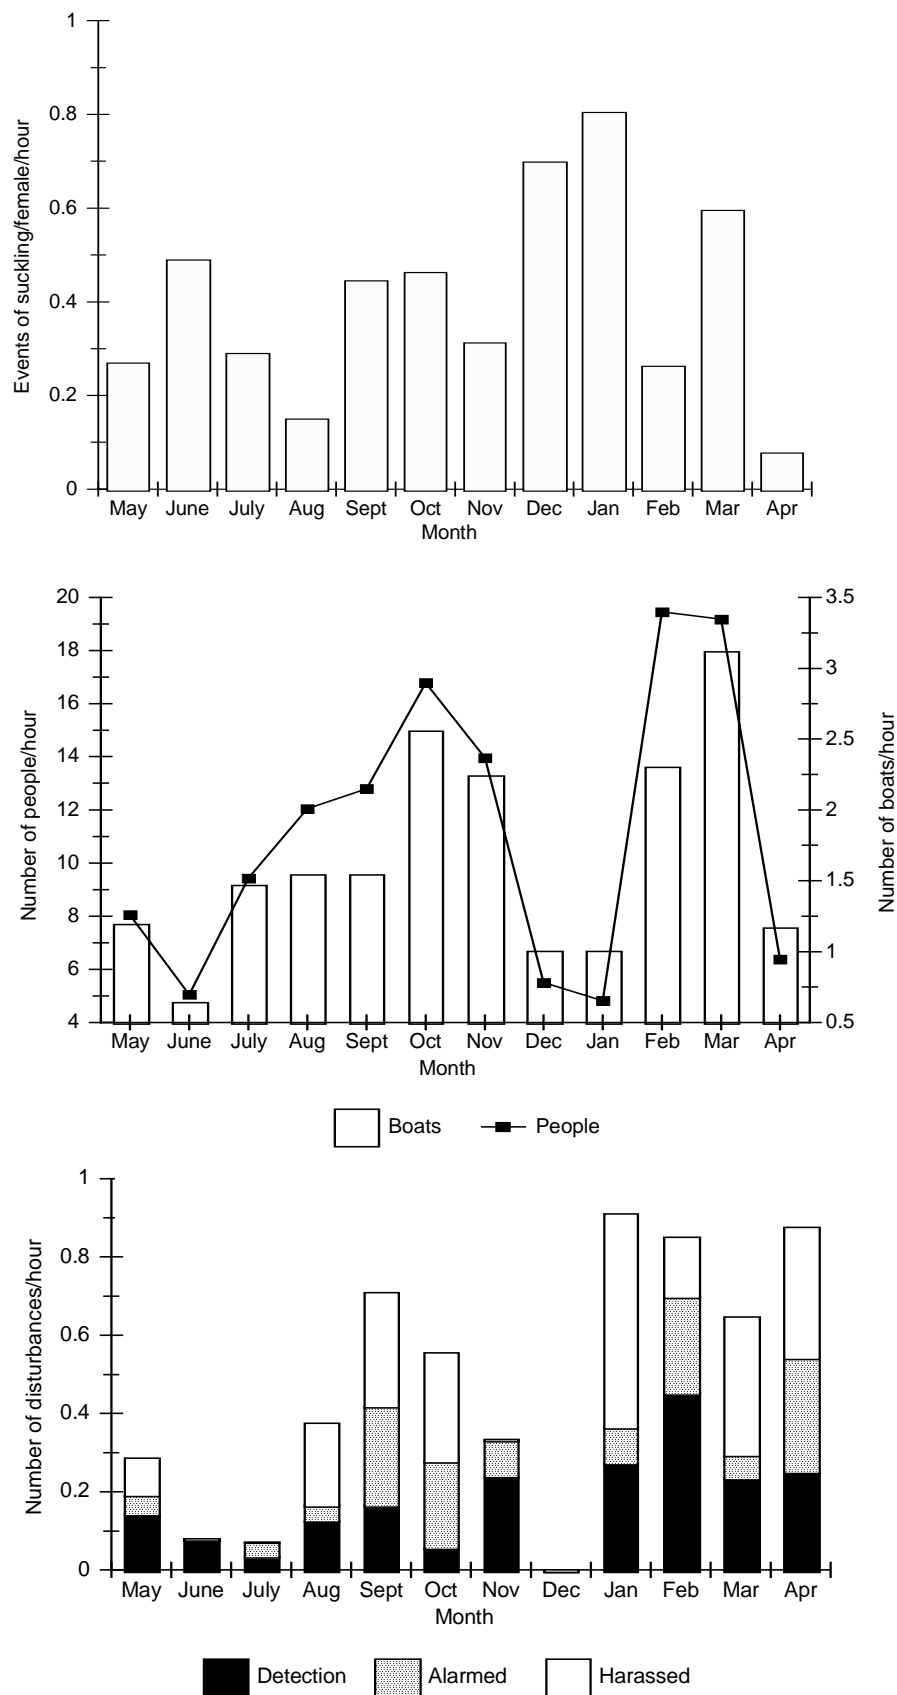 1
0.8
0.6
0.4
0.2
0
Events of suckling/female/hour
May June July Aug Sept Oct Nov Dec Jan Feb Mar Apr
Month
20
18
16
14
12
10
8
6
4
Number of people/hour
3.5
3
2.5
2
1.5
1
0.5
Number of boats/hour
May June July Aug Sept Oct Nov Dec Jan Feb Mar Apr
Month
Boats People
1
0.8
0.6
0.4
0.2
0
Number of disturbances/hour
May June July Aug Sept Oct Nov Dec Jan Feb Mar Apr
Month
Detection Alarmed Harassed